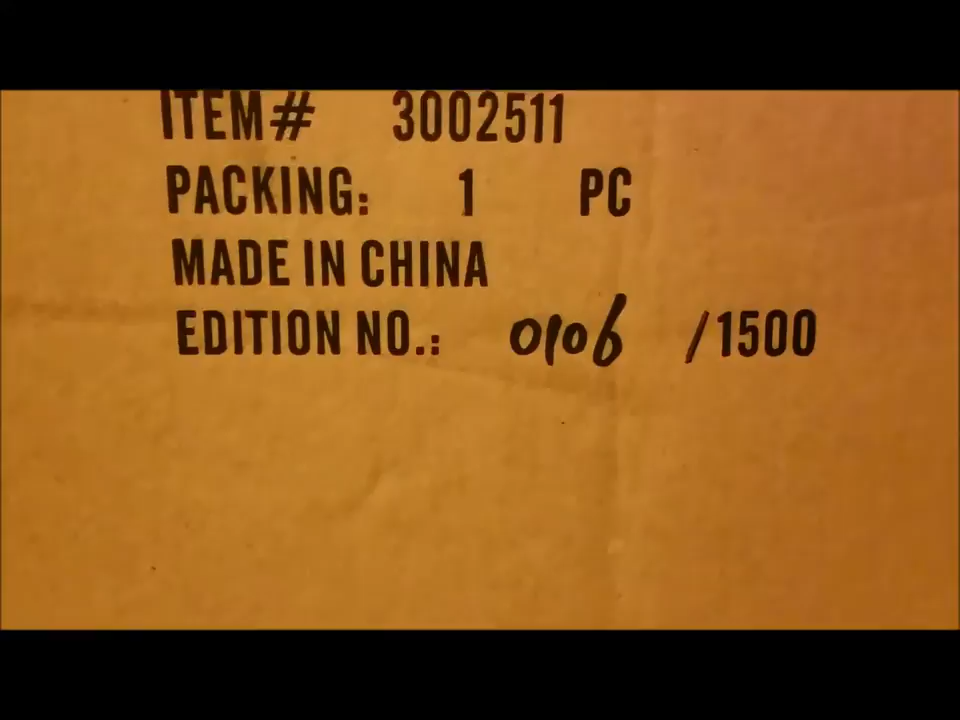 ITEM# 3002511
PACKING: 1 PC
MADE IN CHINA
EDITION NO.: 0106 /1500